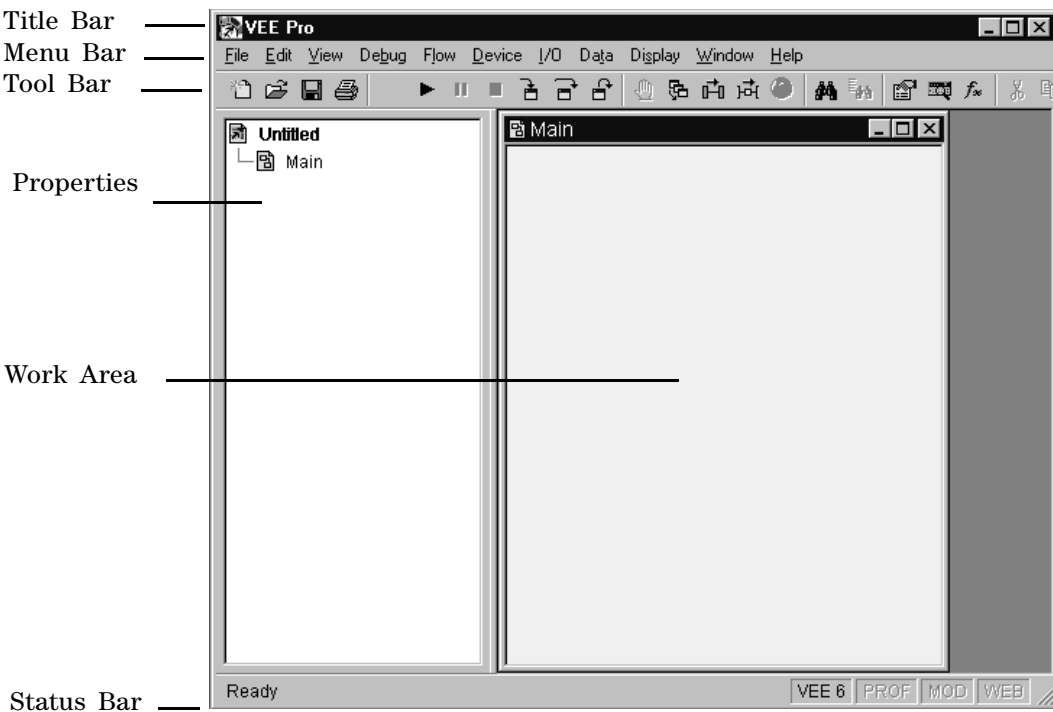 Title Bar
VEE Pro
Menu Bar
File Edit View Debug Flow Device I/O Data Display Window Help
Tool Bar
Untitled
Main
Main
Properties
Work Area
Status Bar
Ready
VEE 6 PROF MOD WEB